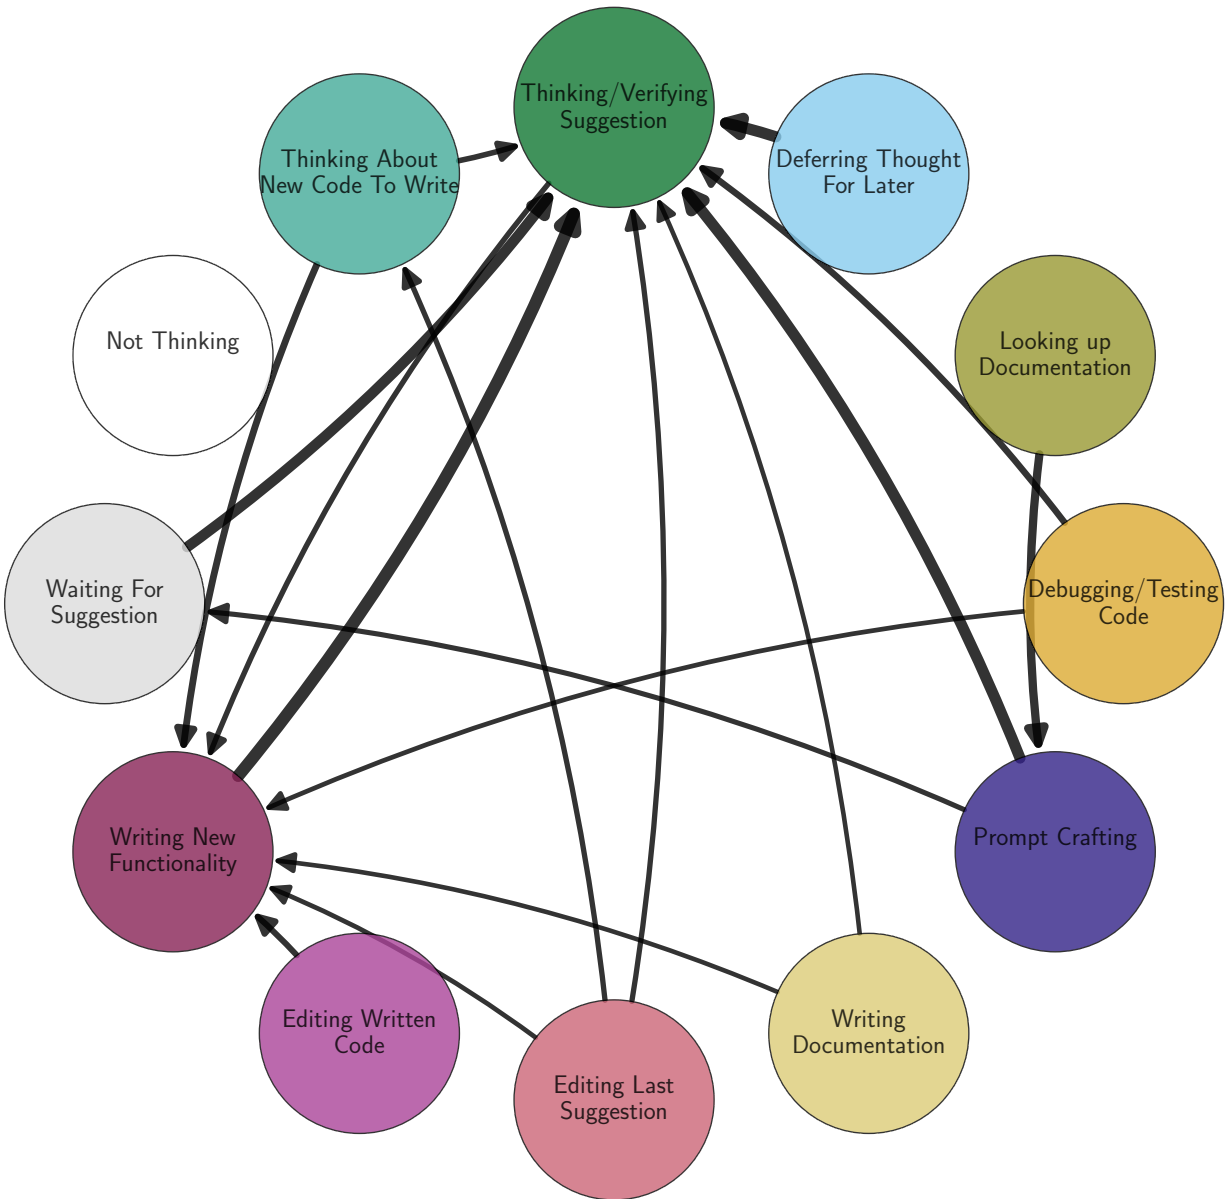 Thinking/Verifying
Suggestion
Thinking About
New Code To Write
Deferring Thought
For Later
Not Thinking
Looking up
Documentation
Waiting For
Suggestion
Debugging/Testing
Code
Writing New
Functionality
Prompt Crafting
Editing Written
Code
Writing
Documentation
Editing Last
Suggestion